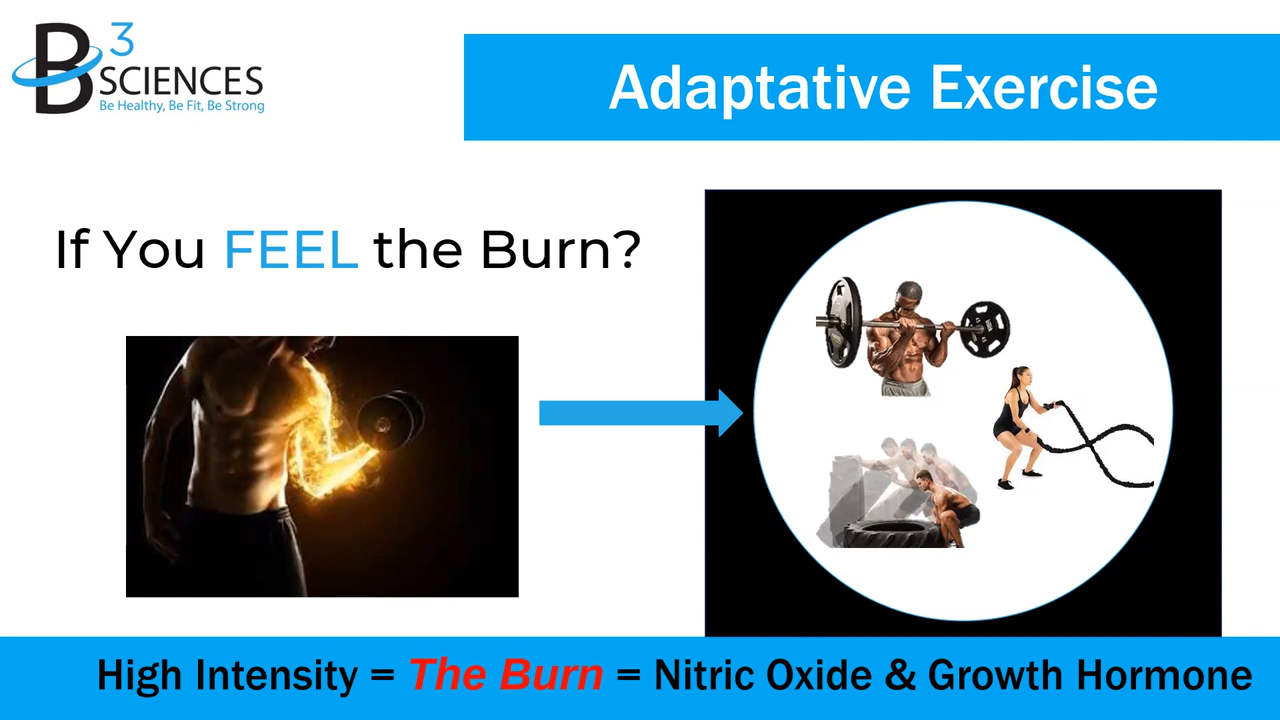 B3 SCIENCES
Be Healthy, Be Fit, Be Strong
Adaptative Exercise
If You FEEL the Burn?
High Intensity = The Burn = Nitric Oxide & Growth Hormone